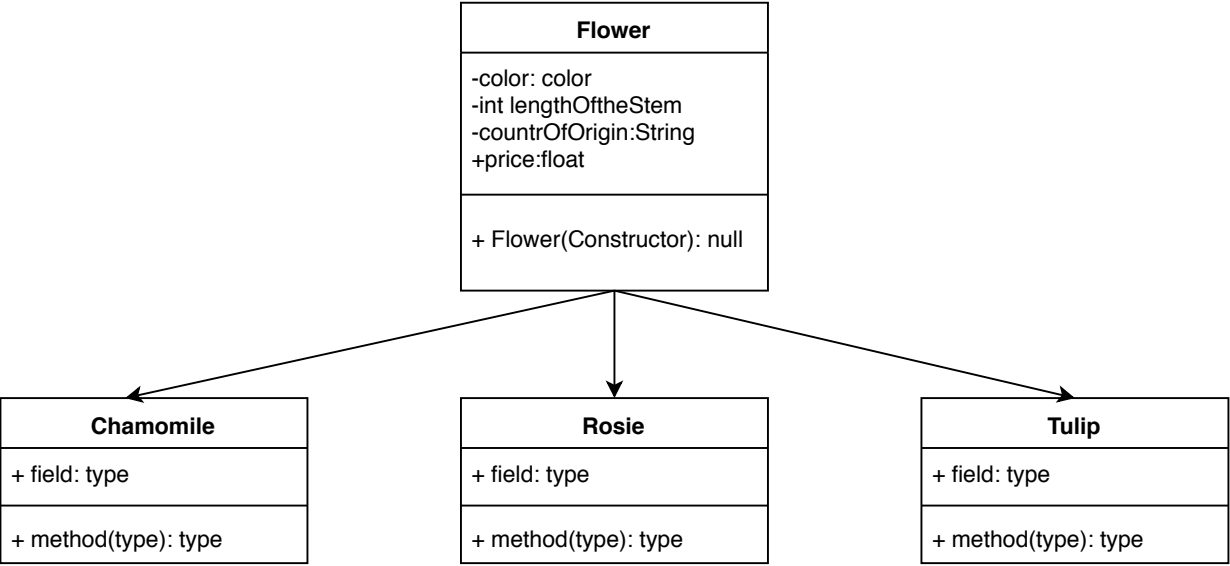 Flower
-color: color
-int lengthOftheStem
-countrOfOrigin:String
+price:float
+ Flower(Constructor): null
Chamomile
+ field: type
+ method(type): type
Rosie
+ field: type
+ method(type): type
Tulip
+ field: type
+ method(type): type